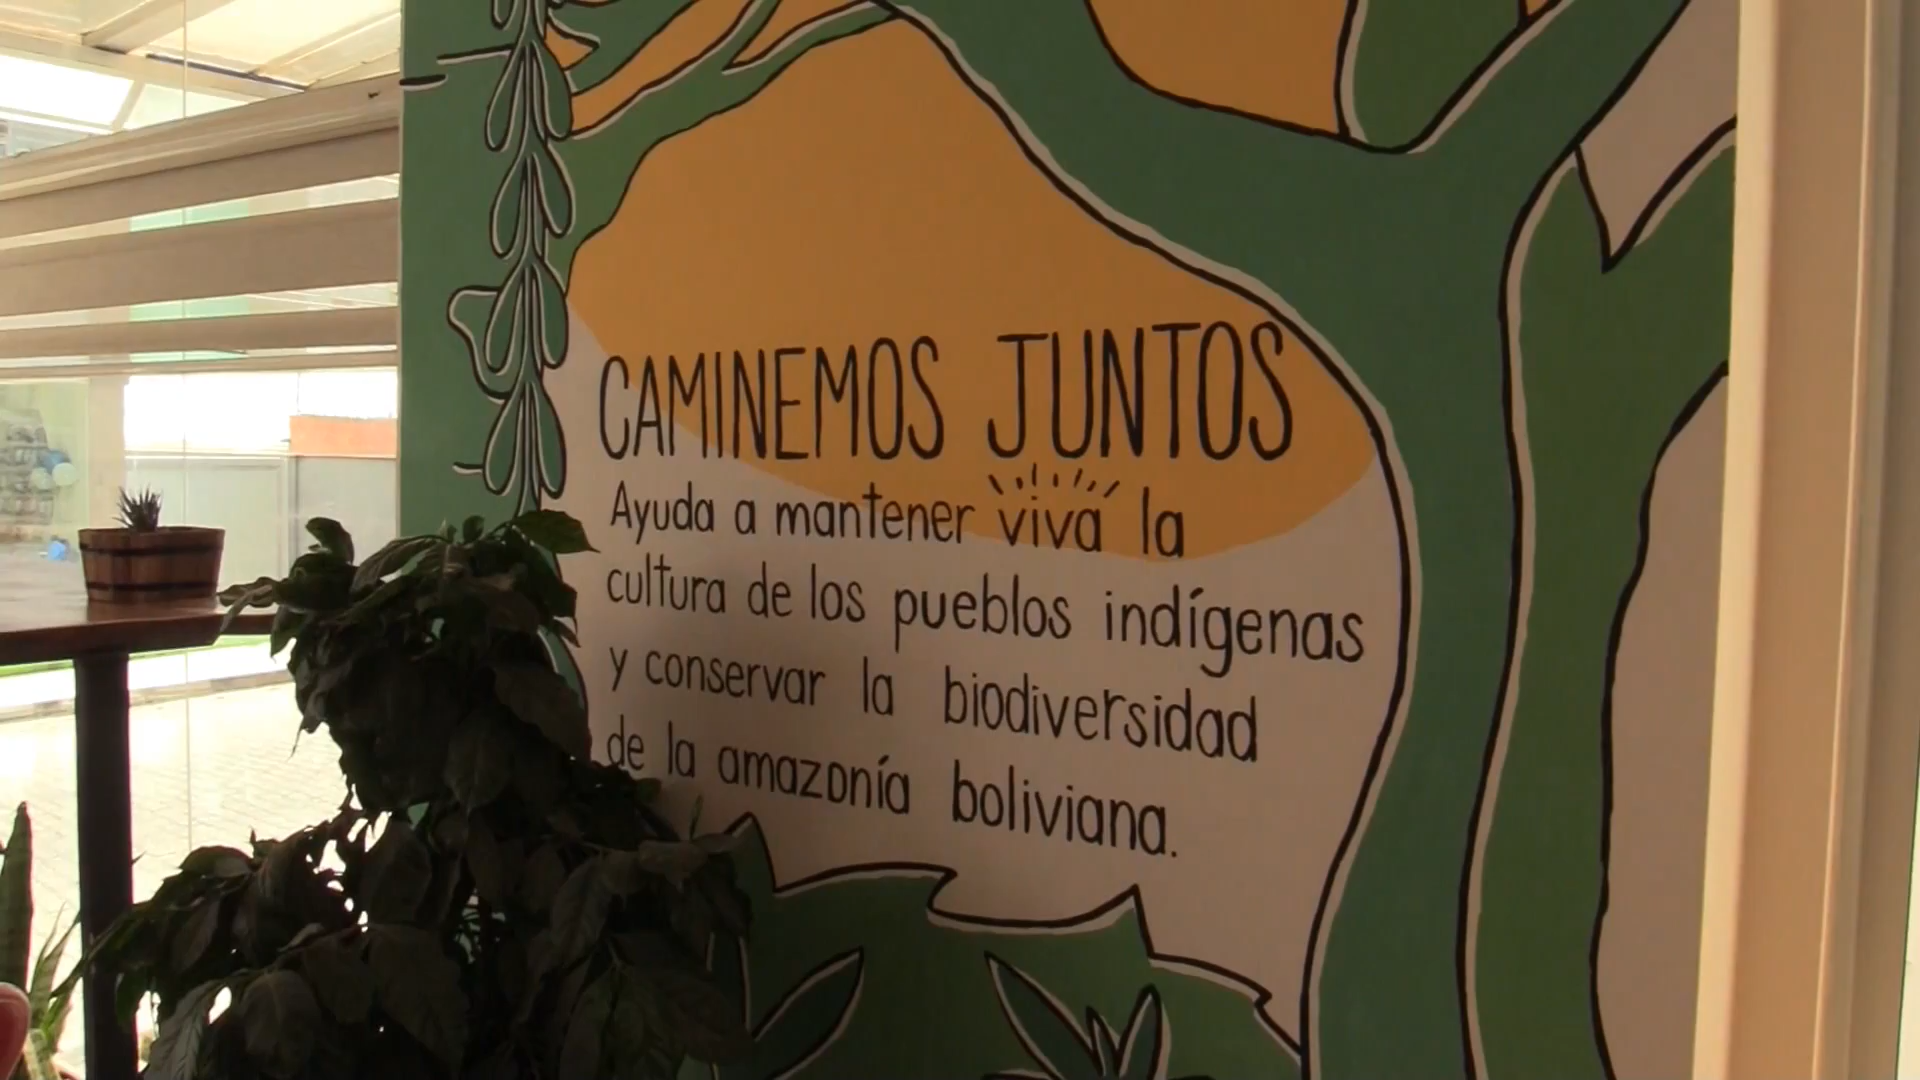 CAMINEMOS JUNTOS
Ayuda a mantener viva la
cultura de los pueblos indígenas
y conservar la biodiversidad
de la amazonía boliviana.